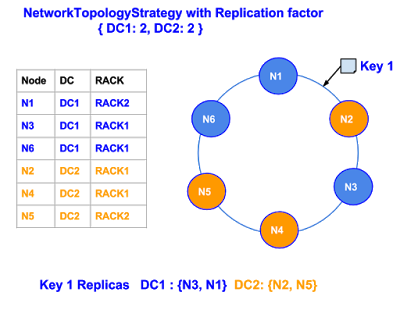 NetworkTopologyStrategy with Replication factor
{ DC1: 2, DC2: 2 }
Node DC RACK
N1 DC1 RACK2
N3 DC1 RACK1
N6 DC1 RACK1
N2 DC2 RACK1
N4 DC2 RACK1
N5 DC2 RACK2
Key 1
N1
N2
N3
N4
N5
N6
Key 1 Replicas DC1 : {N3, N1} DC2: {N2, N5}